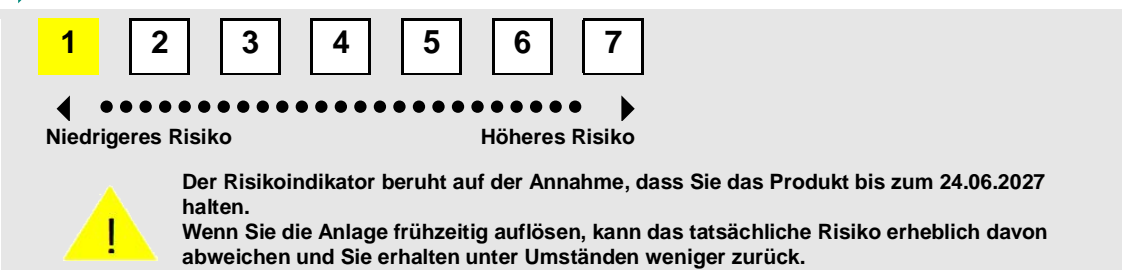 1 2 3 4 5 6 7
Niedrigeres Risiko Höheres Risiko
Der Risikoindikator beruht auf der Annahme, dass Sie das Produkt bis zum 24.06.2027
halten.
Wenn Sie die Anlage frühzeitig auflösen, kann das tatsächliche Risiko erheblich davon
! abweichen und Sie erhalten unter Umständen weniger zurück.